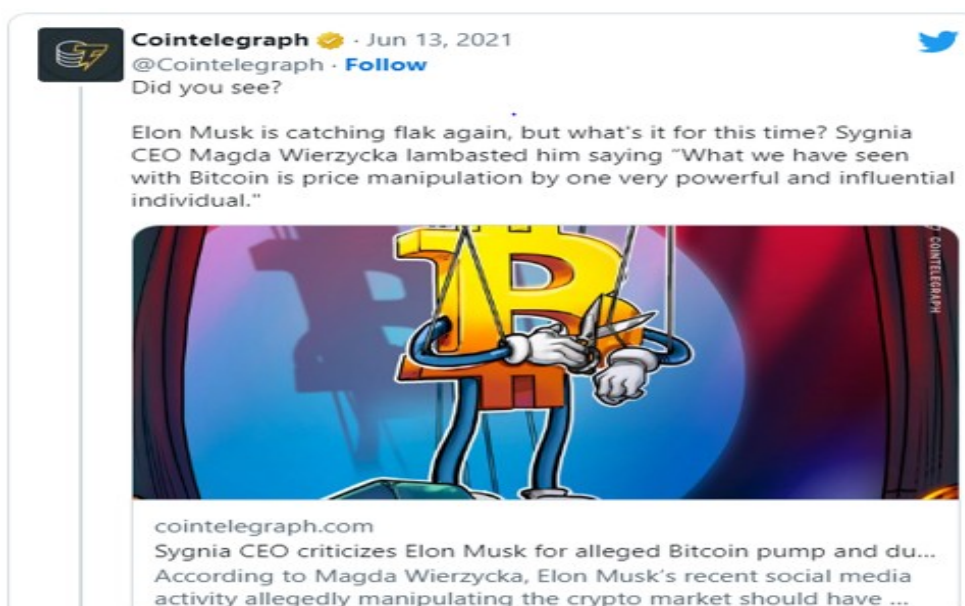 Cointelegraph · Jun 13, 2021
@Cointelegraph · Follow
Did you see?
Elon Musk is catching flak again, but what's it for this time? Sygnia
CEO Magda Wierzycka lambasted him saying “What we have seen
with Bitcoin is price manipulation by one very powerful and influential
individual."
COINTELEGRAPH
cointelegraph.com
Sygnia CEO criticizes Elon Musk for alleged Bitcoin pump and du...
According to Magda Wierzycka, Elon Musk's recent social media
activity allegedly manipulating the crypto market should have ...